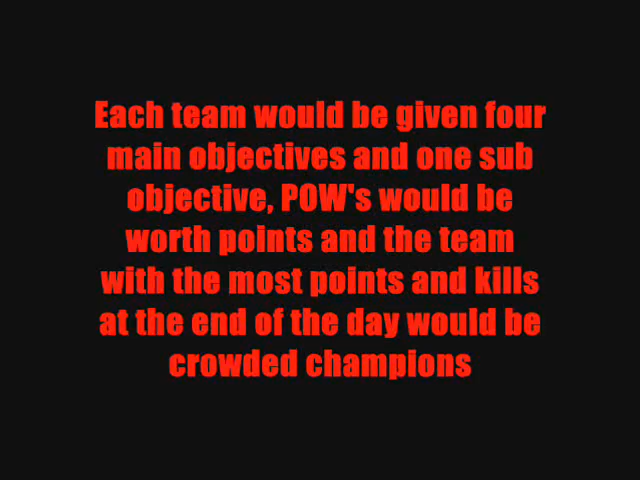 Each team would be given four
main objectives and one sub
objective, POW's would be
worth points and the team
with the most points and kills
at the end of the day would be
crowded champions